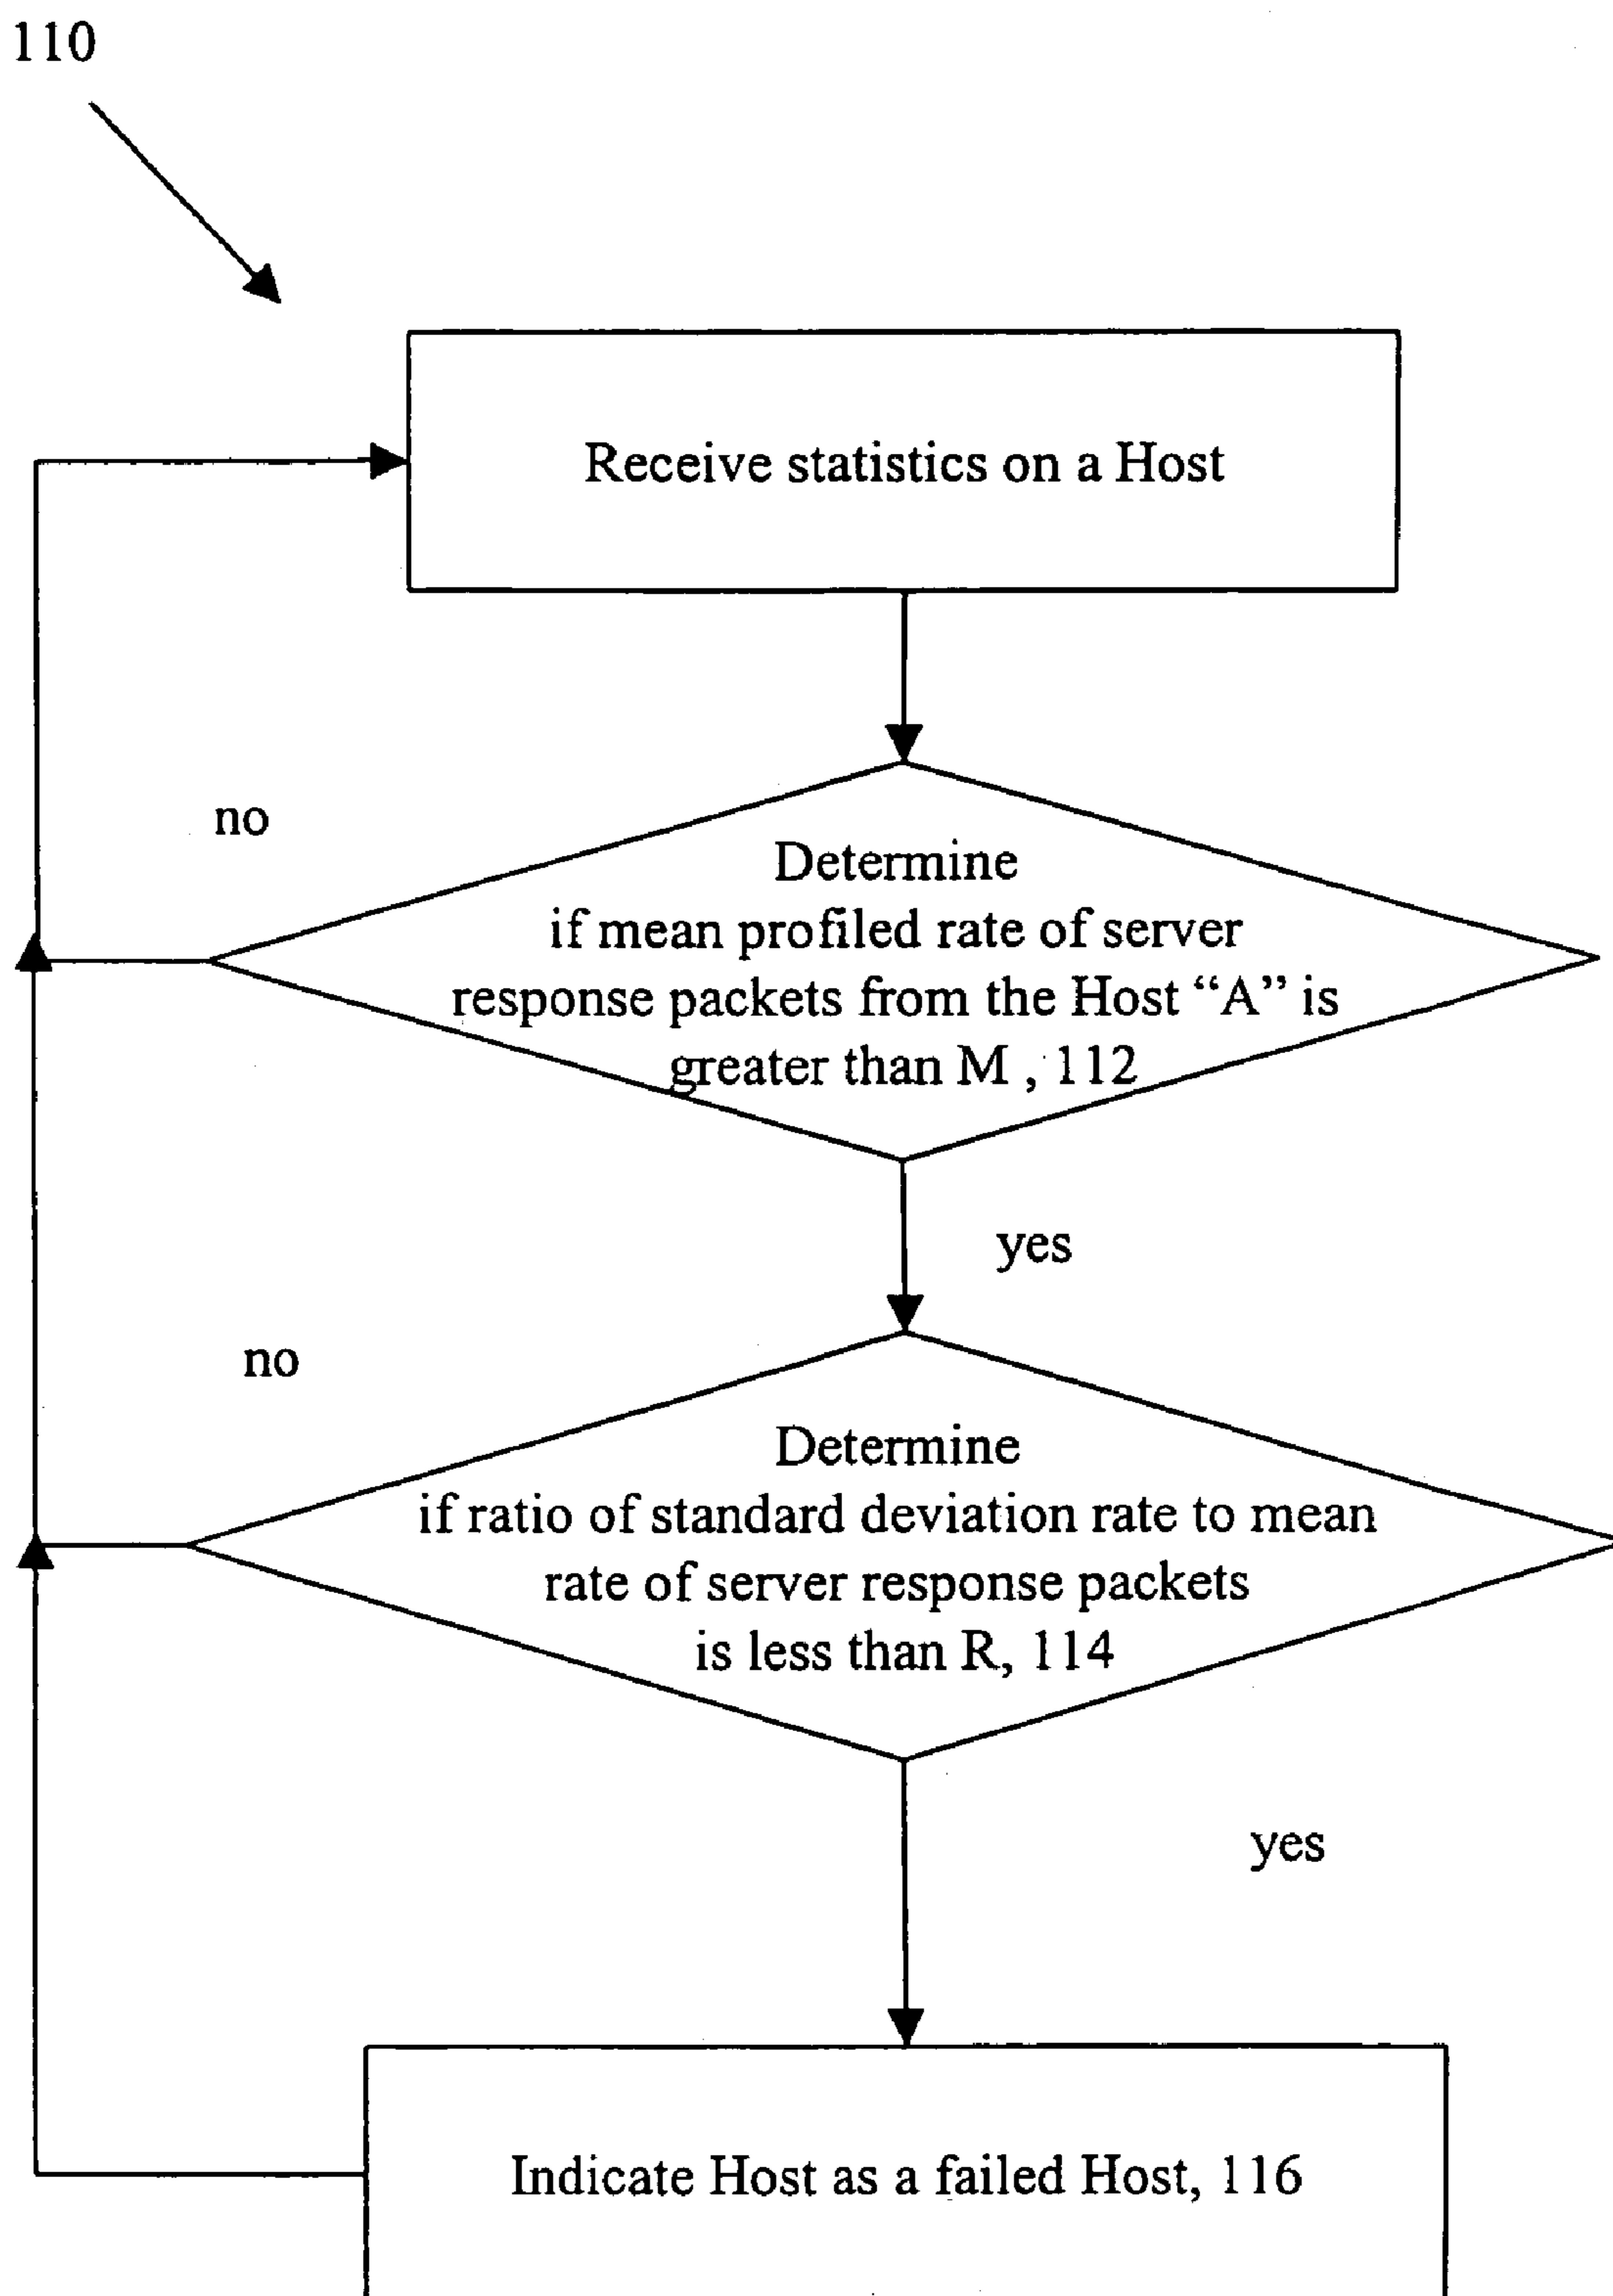 110
Receive statistics on a Host
no
Determine
if mean profiled rate of server
response packets from the Host “A” is
greater than M , 112
yes
no
Determine
if ratio of standard deviation rate to mean
rate of server response packets
is less than R, 114
yes
Indicate Host as a failed Host, 116